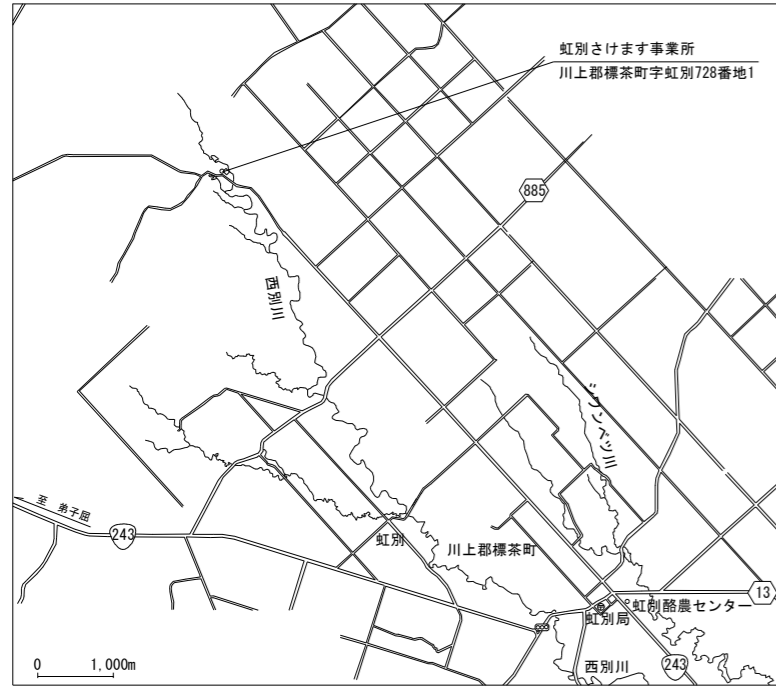 虹別さけます事業所
川上郡標茶町字虹別728番地1
885
西別川
シワンベツ川
至 弟子屈
243
虹別
川上郡標茶町
13
虹別酪農センター
虹別局
西別川
243
0 1,000m